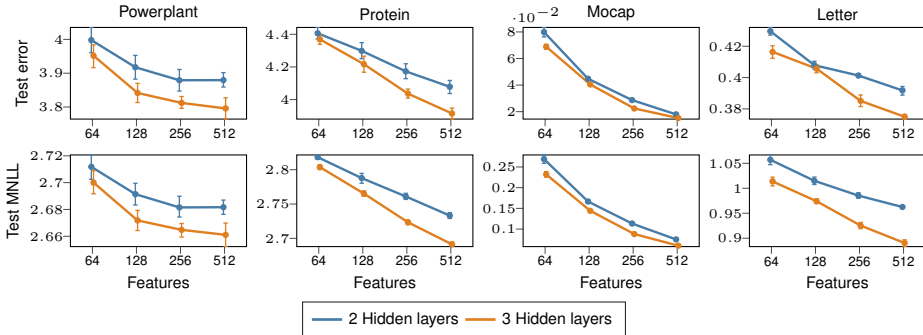 Powerplant Protein Mocap Letter
Test error
4
3.9
3.8
64 128 256 512
4.4
4.2
4
64 128 256 512
·10−2
8
6
4
2
64 128 256 512
0.42
0.4
0.38
64 128 256 512
Test MNLL
2.72
2.7
2.68
2.66
64 128 256 512
Features
2.8
2.7
64 128 256 512
Features
0.25
0.2
0.15
0.1
64 128 256 512
Features
1.05
1
0.95
0.9
64 128 256 512
Features
2 Hidden layers 3 Hidden layers